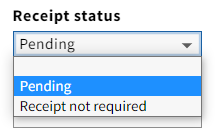 Receipt status
Pending
Pending
Receipt not required